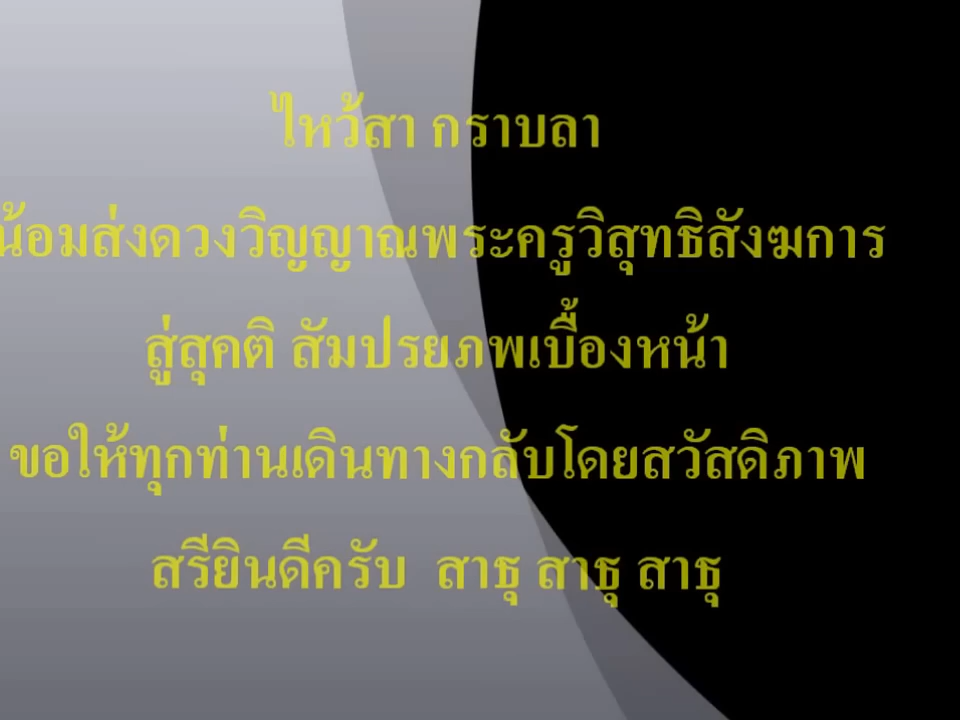 ไหว้สา กราบลา
น้อมส่งดวงวิญญาณพระครูวิสุทธิสังฆการ
สู่สุคติ สัมปรยภพเบื้องหน้า
ขอให้ทุกท่านเดินทางกลับโดยสวัสดิภาพ
สรียินดีครับ สาธุ สาธุ สาธุ